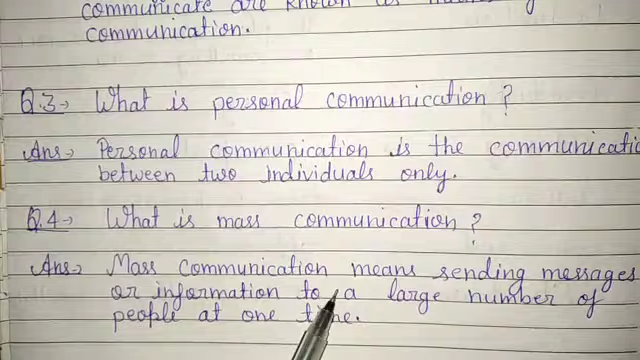 communicate are known as
communication.
Q.3→ What is personal communication?
Ans→ Personal communication is the communicatio
between two individuals only.
Q.4→ What is mass communication?
Ans→ Mass communication means sending messages
or information to a large number of
people at one